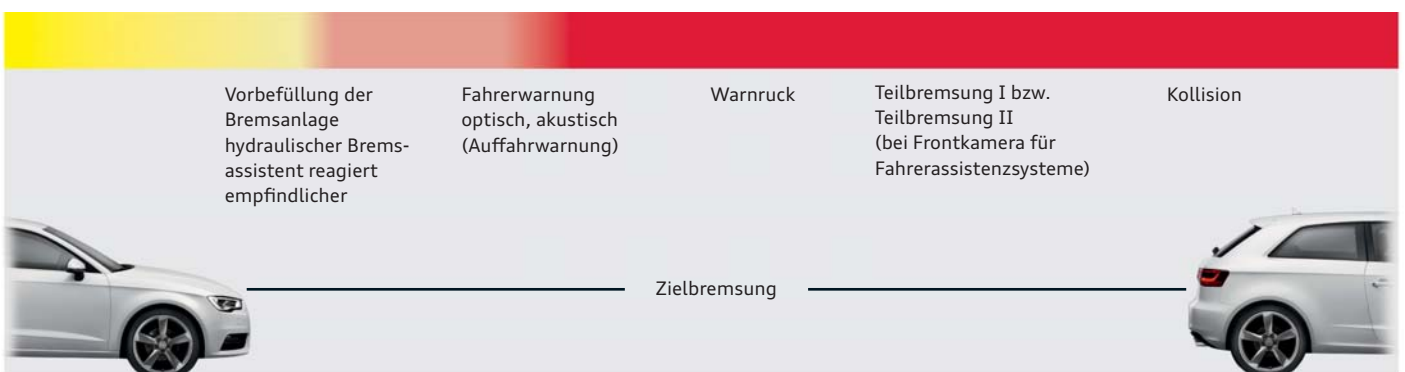 Vorbefüllung der
Bremsanlage
hydraulischer Brems-
assistent reagiert
empfindlicher
Fahrerwarnung
optisch, akustisch
(Auffahrwarnung)
Warnruck
Teilbremsung I bzw.
Teilbremsung II
(bei Frontkamera für
Fahrerassistenzsysteme)
Kollision
Zielbremsung